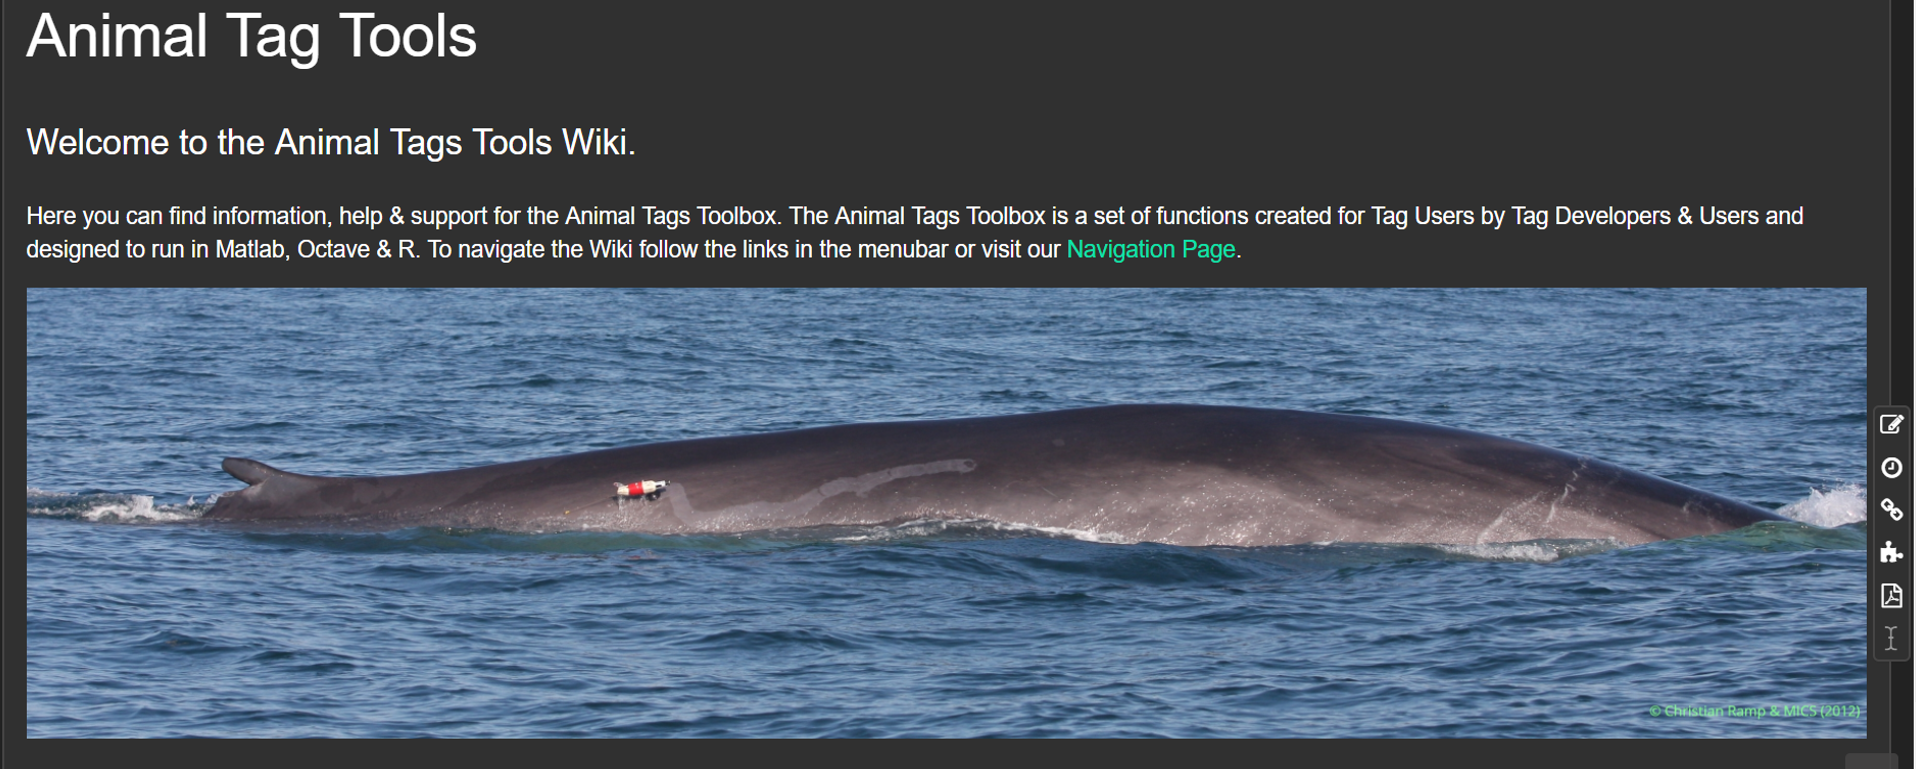 Animal Tag Tools
Welcome to the Animal Tags Tools Wiki.
Here you can find information, help & support for the Animal Tags Toolbox. The Animal Tags Toolbox is a set of functions created for Tag Users by Tag Developers & Users and
designed to run in Matlab, Octave & R. To navigate the Wiki follow the links in the menubar or visit our Navigation Page.
© Christian Ramp & MICS (2012)